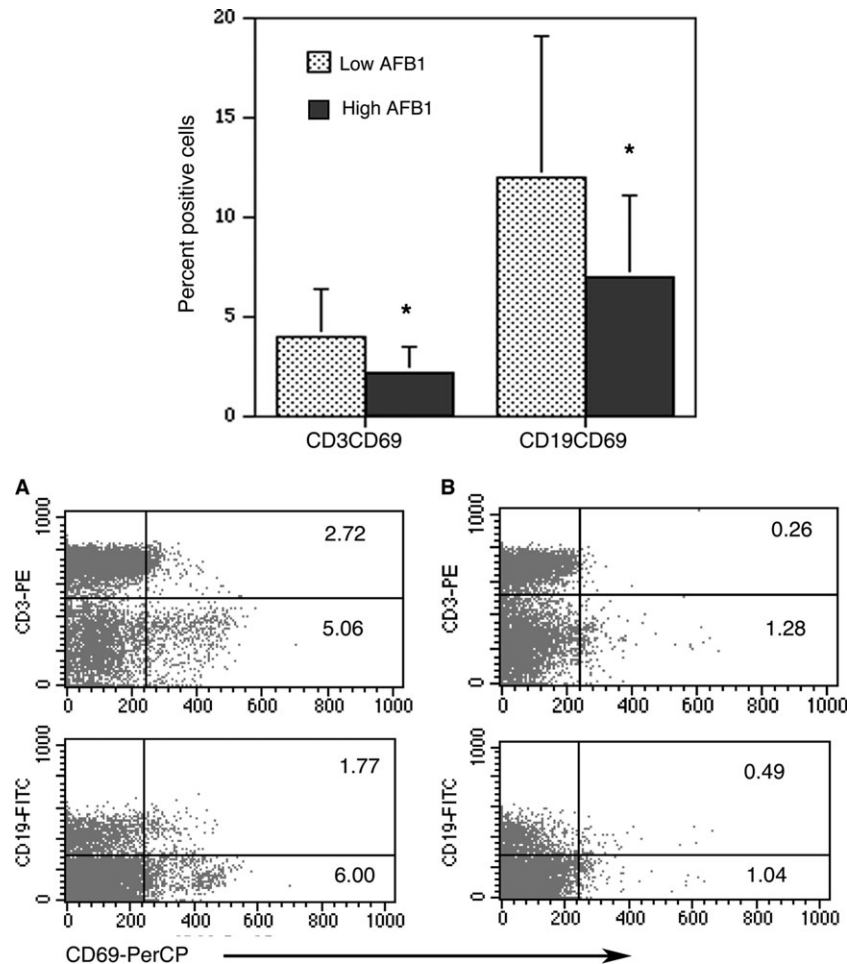 20
15
10
5
0
Percent positive cells
Low AFB1
High AFB1
*
*
CD3CD69
CD19CD69
A
1000
0
CD3-PE
2.72
5.06
0 200 400 600 800 1000
B
1000
0
CD3-PE
0.26
1.28
0 200 400 600 800 1000
1000
0
CD19-FITC
1.77
6.00
0 200 400 600 800 1000
1000
0
CD19-FITC
0.49
1.04
0 200 400 600 800 1000
CD69-PerCP